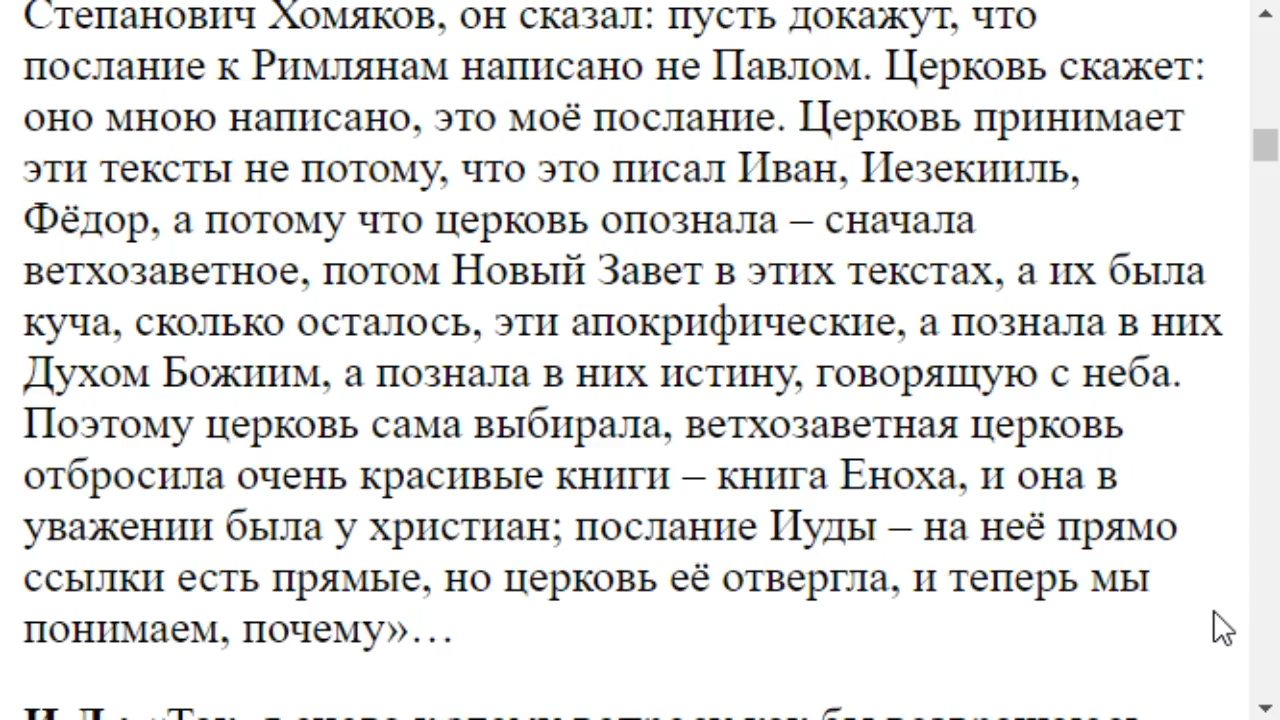 Степанович Хомяков, он сказал: пусть докажут, что
послание к Римлянам написано не Павлом. Церковь скажет:
оно мною написано, это моё послание. Церковь принимает
эти тексты не потому, что это писал Иван, Иезекииль,
Фёдор, а потому что церковь опознала – сначала
ветхозаветное, потом Новый Завет в этих текстах, а их была
куча, сколько осталось, эти апокрифические, а познала в них
Духом Божиим, а познала в них истину, говорящую с неба.
Поэтому церковь сама выбирала, ветхозаветная церковь
отбросила очень красивые книги – книга Еноха, и она в
уважении была у христиан; послание Иуды – на неё прямо
ссылки есть прямые, но церковь её отвергла, и теперь мы
понимаем, почему»…